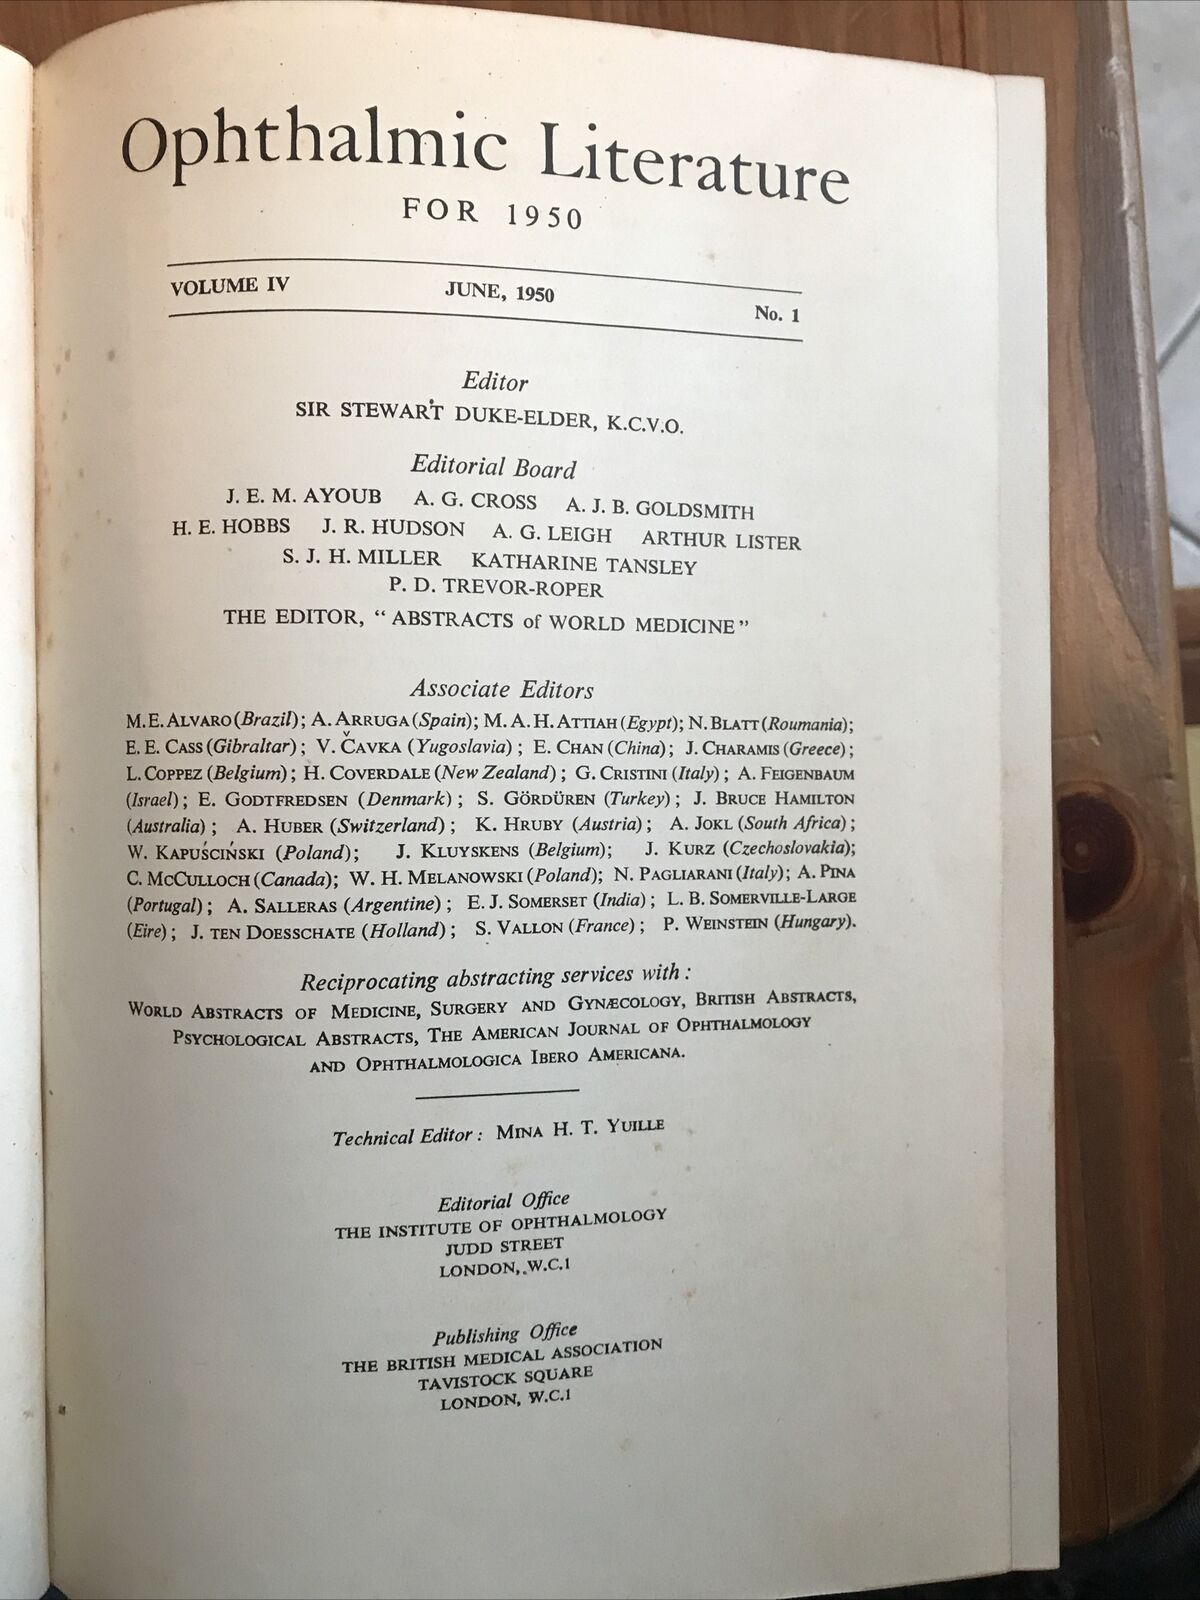 Ophthalmic Literature
FOR 1950
VOLUME IV JUNE, 1950 No. 1
Editor
SIR STEWART DUKE-ELDER, K.C.V.O.
Editorial Board
J. E. M. AYOUB A. G. CROSS A. J. B. GOLDSMITH
H. E. HOBBS J. R. HUDSON A. G. LEIGH ARTHUR LISTER
S. J. H. MILLER KATHARINE TANSLEY
P. D. TREVOR-ROPER
THE EDITOR, “ ABSTRACTS of WORLD MEDICINE ”
Associate Editors
M. E. ALVARO (Brazil); A. ARRUGA (Spain); M. A. H. ATTIAH (Egypt); N. BLATT (Roumania);
E. E. CASS (Gibraltar); V. ČAVKA (Yugoslavia); E. CHAN (China); J. CHARAMIS (Greece);
L. COPPEZ (Belgium); H. COVERDALE (New Zealand); G. CRISTINI (Italy); A. FEIGENBAUM
(Israel); E. GODTFREDSEN (Denmark); S. GÖRDÜREN (Turkey); J. BRUCE HAMILTON
(Australia); A. HUBER (Switzerland); K. HRUBY (Austria); A. JOKL (South Africa);
W. KAPUŚCIŃSKI (Poland); J. KLUYSKENS (Belgium); J. KURZ (Czechoslovakia);
C. MCCULLOCH (Canada); W. H. MELANOWSKI (Poland); N. PAGLIARANI (Italy); A. PINA
(Portugal); A. SALLERAS (Argentine); E. J. SOMERSET (India); L. B. SOMERVILLE-LARGE
(Eire); J. TEN DOESSCHATE (Holland); S. VALLON (France); P. WEINSTEIN (Hungary).
Reciprocating abstracting services with :
WORLD ABSTRACTS OF MEDICINE, SURGERY AND GYNÆCOLOGY, BRITISH ABSTRACTS,
PSYCHOLOGICAL ABSTRACTS, THE AMERICAN JOURNAL OF OPHTHALMOLOGY
AND OPHTHALMOLOGICA IBERO AMERICANA.
Technical Editor : MINA H. T. YUILLE
Editorial Office
THE INSTITUTE OF OPHTHALMOLOGY
JUDD STREET
LONDON, W.C.1
Publishing Office
THE BRITISH MEDICAL ASSOCIATION
TAVISTOCK SQUARE
LONDON, W.C.1